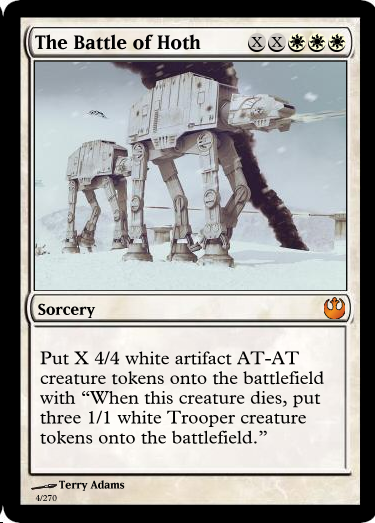 The Battle of Hoth X X
Sorcery
Put X 4/4 white artifact AT-AT
creature tokens onto the battlefield
with “When this creature dies, put
three 1/1 white Trooper creature
tokens onto the battlefield.”
Terry Adams
4/270